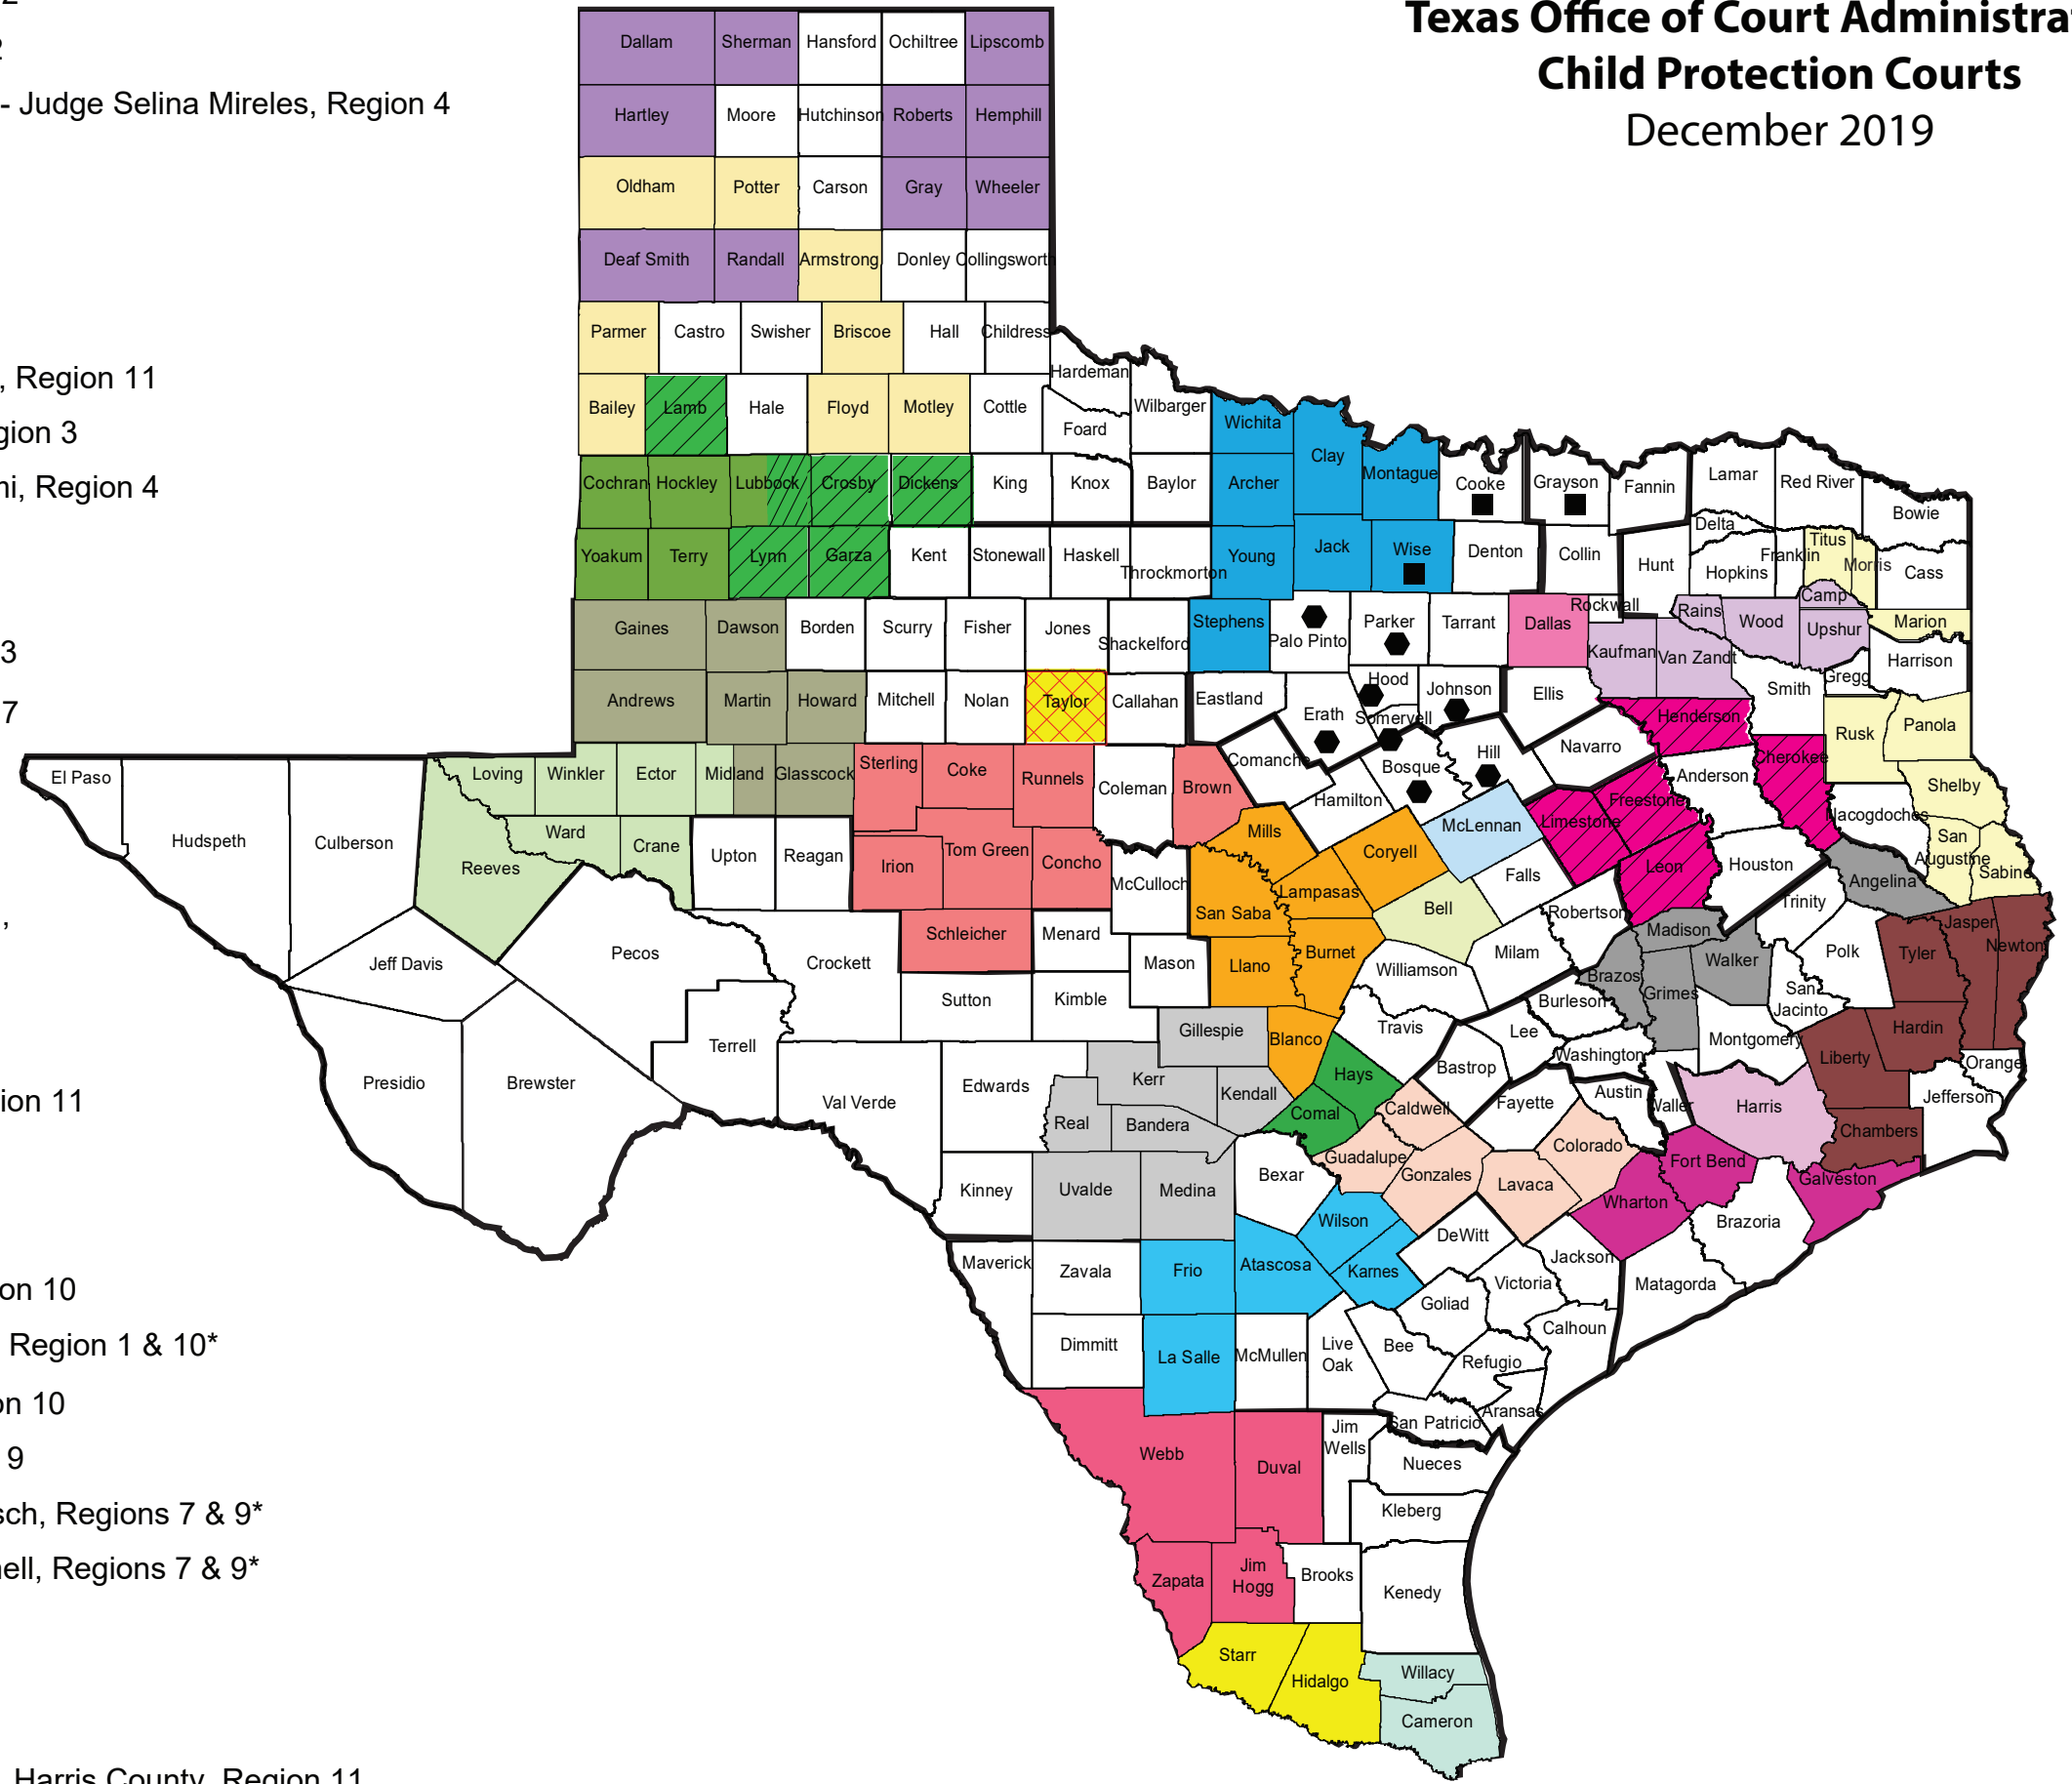 2
Texas Office of Court Administrat
Child Protection Courts
December 2019
2
- Judge Selina Mireles, Region 4
, Region 11
gion 3
ni, Region 4
3
7
,
ion 11
on 10
, Region 1 & 10*
on 10
9
sch, Regions 7 & 9*
nell, Regions 7 & 9*
Harris County, Region 11
Dallam Sherman Hansford Ochiltree Lipscomb
Hartley Moore Hutchinson Roberts Hemphill
Oldham Potter Carson Gray Wheeler
Deaf Smith Randall Armstrong Donley Collingsworth
Parmer Castro Swisher Briscoe Hall Childress
Hardeman
Bailey Lamb Hale Floyd Motley Cottle Foard Wilbarger Wichita Clay Montague
Cochran Hockley Lubbock Crosby Dickens King Knox Baylor Archer Cooke Grayson Fannin Lamar Red River Bowie
Delta Titus
Yoakum Terry Lynn Garza Kent Stonewall Haskell Throckmorton Young Jack Wise Denton Collin Hunt Hopkins Franklin Morris Cass
Gaines Dawson Borden Scurry Fisher Jones Shackelford Stephens Palo Pinto Parker Tarrant Dallas Rockwall Rains Wood Camp Upshur Marion
Kaufman Van Zandt Harrison
Andrews Martin Howard Mitchell Nolan Taylor Callahan Eastland Erath Hood Somervell Johnson Ellis Henderson Smith Gregg Rusk Panola
El Paso Hudspeth Culberson Reeves Loving Winkler Ector Midland Glasscock Sterling Coke Runnels Coleman Brown Comanche Hamilton Bosque Hill Navarro Freestone Anderson Cherokee Shelby
Ward Crane Upton Reagan Irion Tom Green Concho McCulloch Mills San Saba Lampasas Coryell McLennan Limestone Falls Leon Houston Nacogdoches San Augustine Sabine
Jeff Davis Pecos Crockett Schleicher Menard Mason Llano Burnet Bell Williamson Milam Robertson Madison Walker Trinity Angelina Polk Tyler Jasper Newton
Presidio Brewster Terrell Sutton Kimble Gillespie Blanco Travis Burleson Brazos Grimes San Jacinto Hardin
Lee Washington Montgomery Liberty Orange
Val Verde Edwards Kerr Real Bandera Kendall Comal Hays Caldwell Bastrop Fayette Austin Waller Harris Chambers Jefferson
Kinney Uvalde Medina Bexar Guadalupe Gonzales Lavaca Colorado Fort Bend Galveston
Wilson Wharton Brazoria
Maverick Zavala Frio Atascosa Karnes DeWitt Jackson Victoria Goliad Matagorda
Dimmitt La Salle McMullen Live Oak Bee Refugio Calhoun
San Patricio Aransas
Webb Duval Jim Wells Nueces
Kleberg
Zapata Jim Hogg Brooks Kenedy
Starr Hidalgo Willacy
Cameron